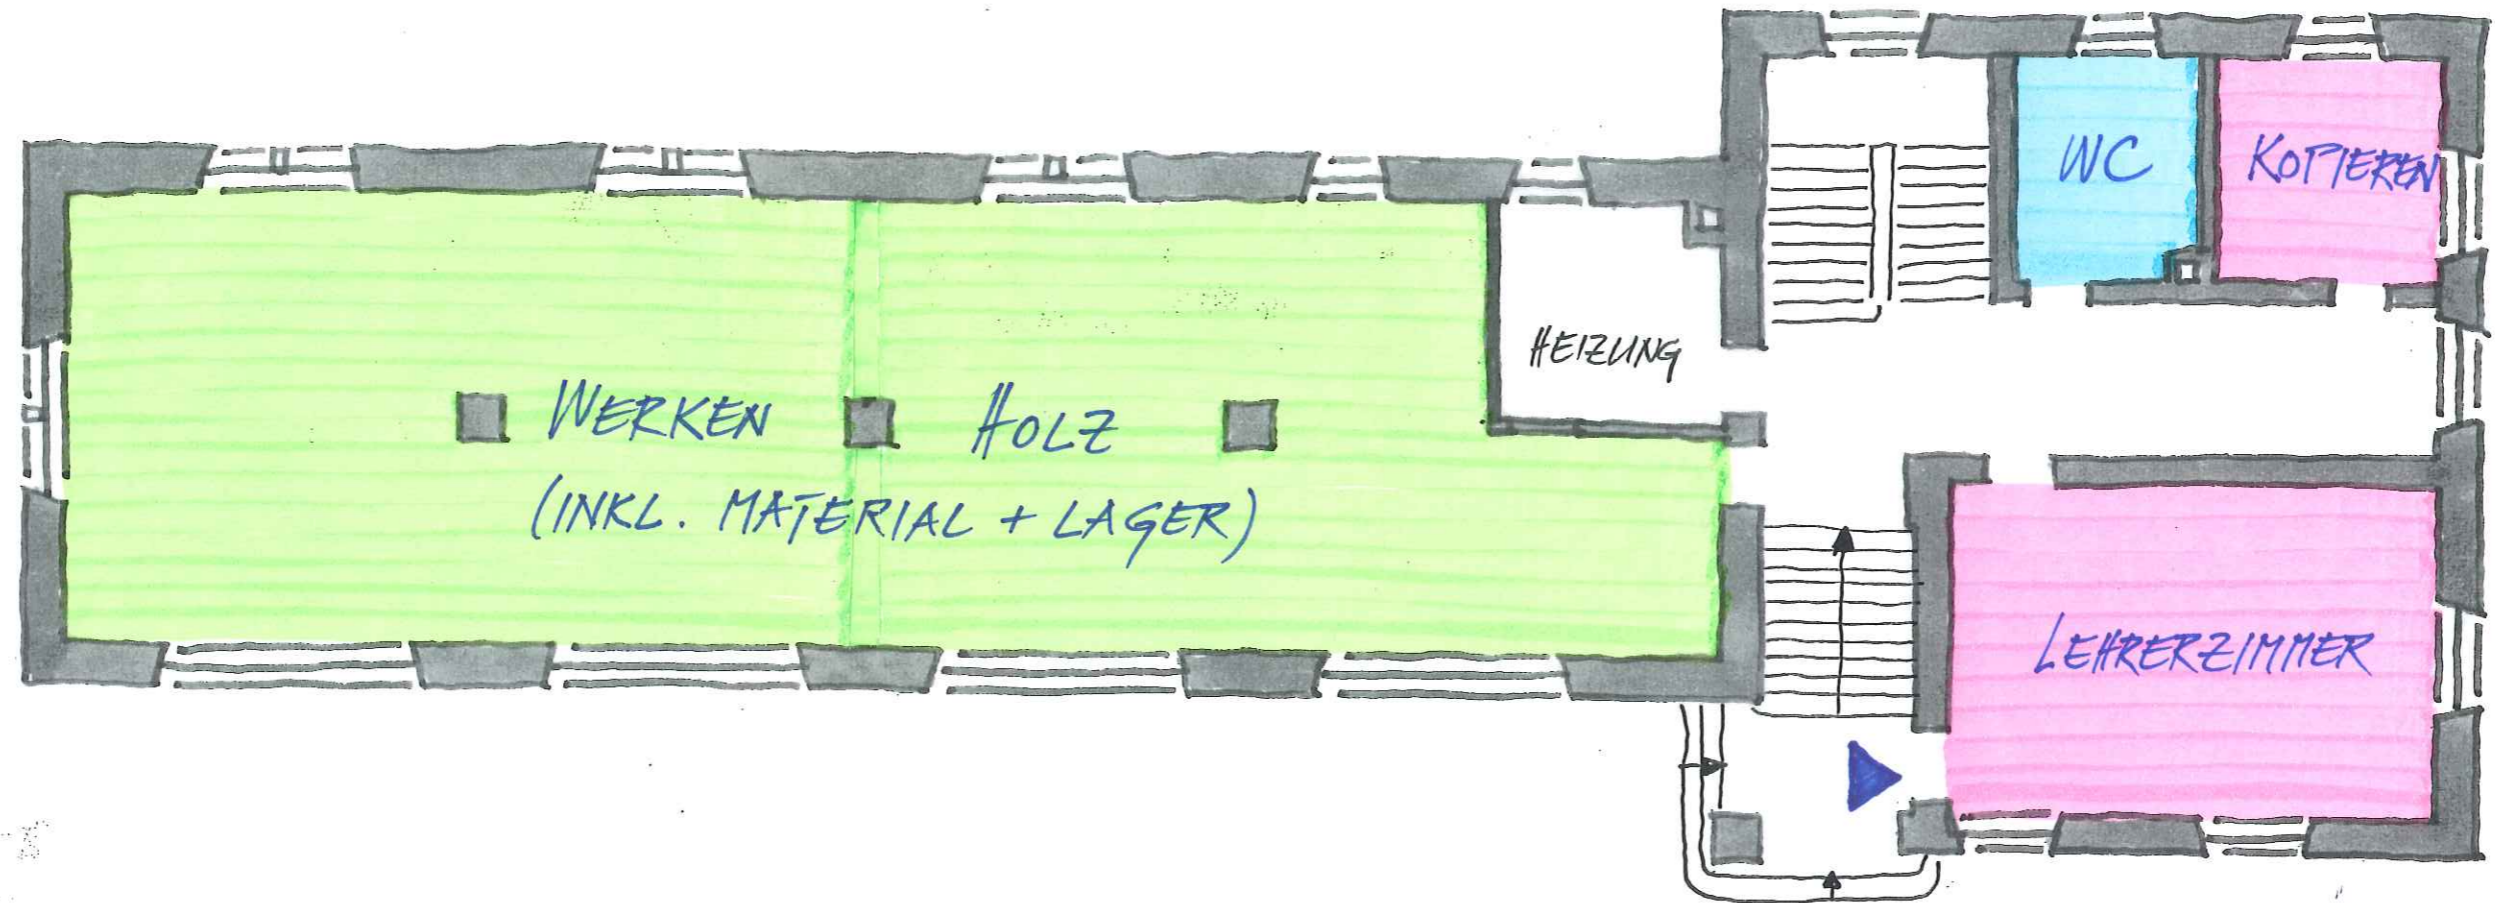 WC
KOPIEREN
HEIZUNG
WERKEN HOLZ
(INKL. MATERIAL + LAGER)
LEHRERZIMMER